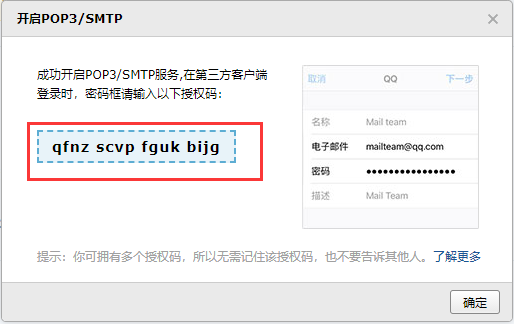 开启POP3/SMTP
成功开启POP3/SMTP服务,在第三方客户端
登录时，密码框请输入以下授权码：
qfnz scvp fguk bijg
取消 QQ 下一步
名称 Mail team
电子邮件 mailteam@qq.com
密码 ●●●●●●●●●●●●●●●●
描述 Mail Team
提示：你可拥有多个授权码，所以无需记住该授权码，也不要告诉其他人。了解更多
确定